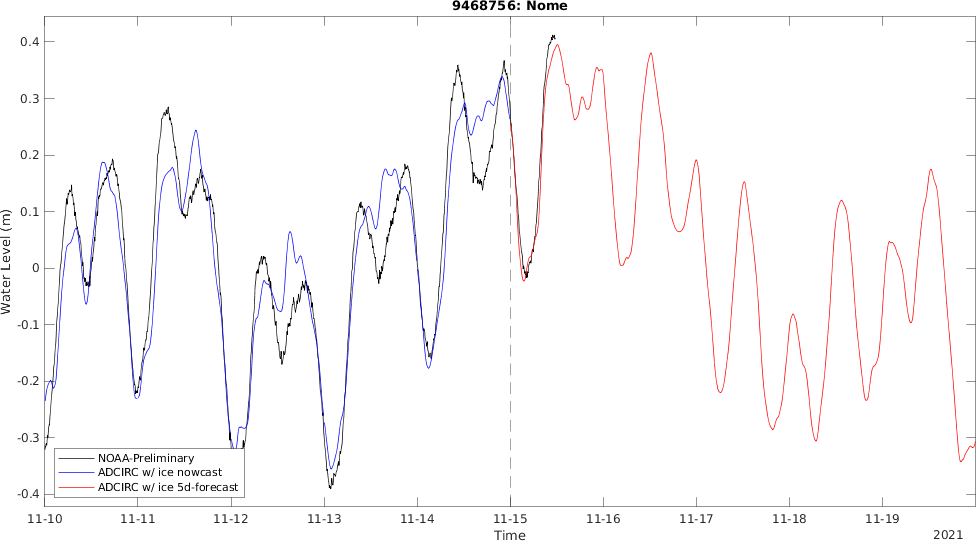 9468756: Nome
0.4
0.3
0.2
0.1
0
-0.1
-0.2
-0.3
-0.4
Water Level (m)
NOAA-Preliminary
ADCIRC w/ ice nowcast
ADCIRC w/ ice 5d-forecast
11-10 11-11 11-12 11-13 11-14 11-15 11-16 11-17 11-18 11-19
Time
2021